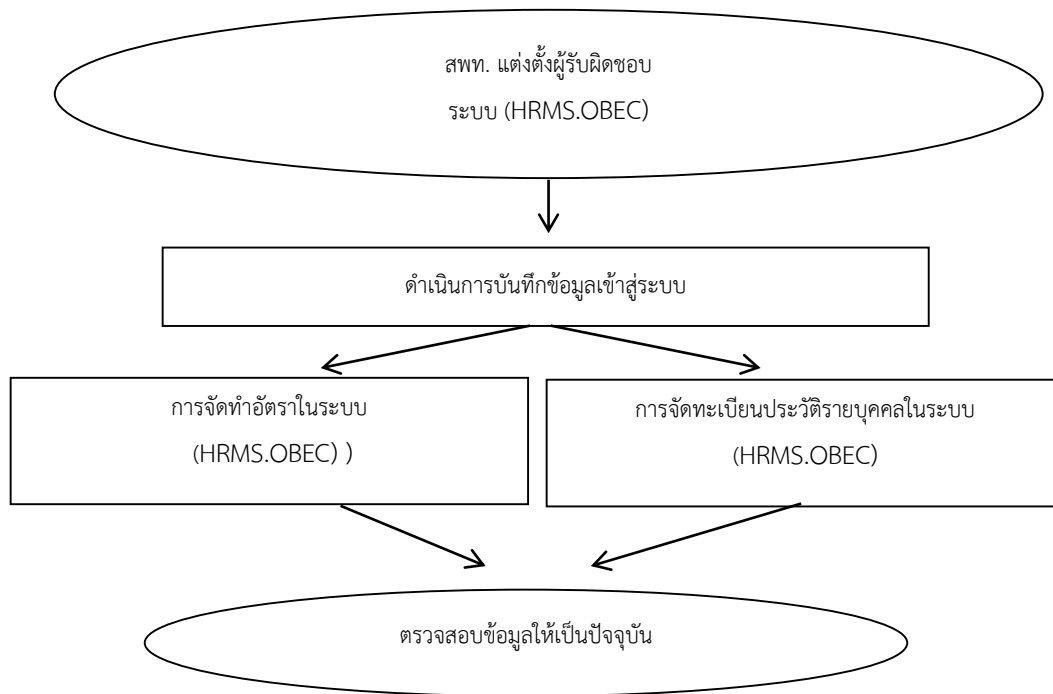 สพท. แต่งตั้งผู้รับผิดชอบ
ระบบ (HRMS.OBEC)
ดำเนินการบันทึกข้อมูลเข้าสู่ระบบ
การจัดทำอัตราในระบบ
(HRMS.OBEC) )
การจัดทะเบียนประวัติรายบุคคลในระบบ
(HRMS.OBEC)
ตรวจสอบข้อมูลให้เป็นปัจจุบัน